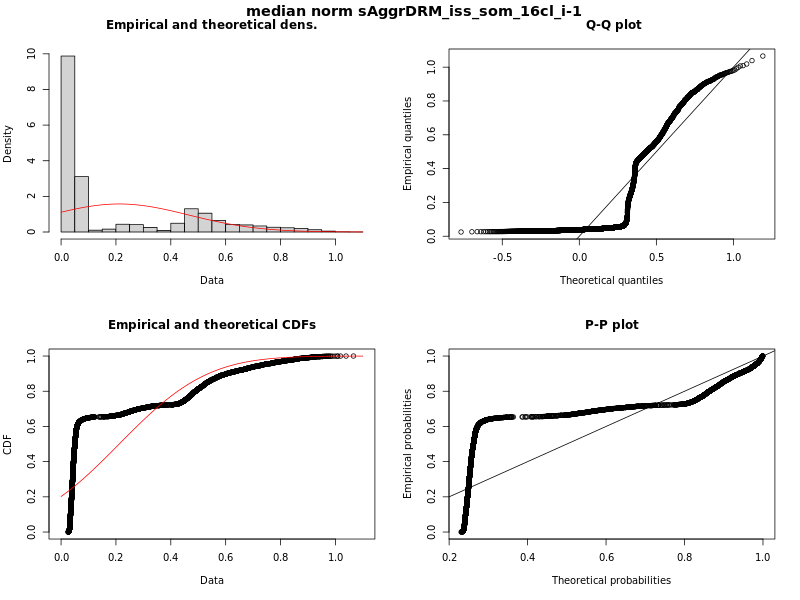 median norm sAggrDRM_iss_som_16cl_i-1
Empirical and theoretical dens.
Density
0 2 4 6 8 10
0.0 0.2 0.4 0.6 0.8 1.0
Data
Q-Q plot
Empirical quantiles
0.0 0.2 0.4 0.6 0.8 1.0
-0.5 0.0 0.5 1.0
Theoretical quantiles
Empirical and theoretical CDFs
CDF
0.0 0.2 0.4 0.6 0.8 1.0
0.0 0.2 0.4 0.6 0.8 1.0
Data
P-P plot
Empirical probabilities
0.0 0.2 0.4 0.6 0.8 1.0
0.2 0.4 0.6 0.8 1.0
Theoretical probabilities